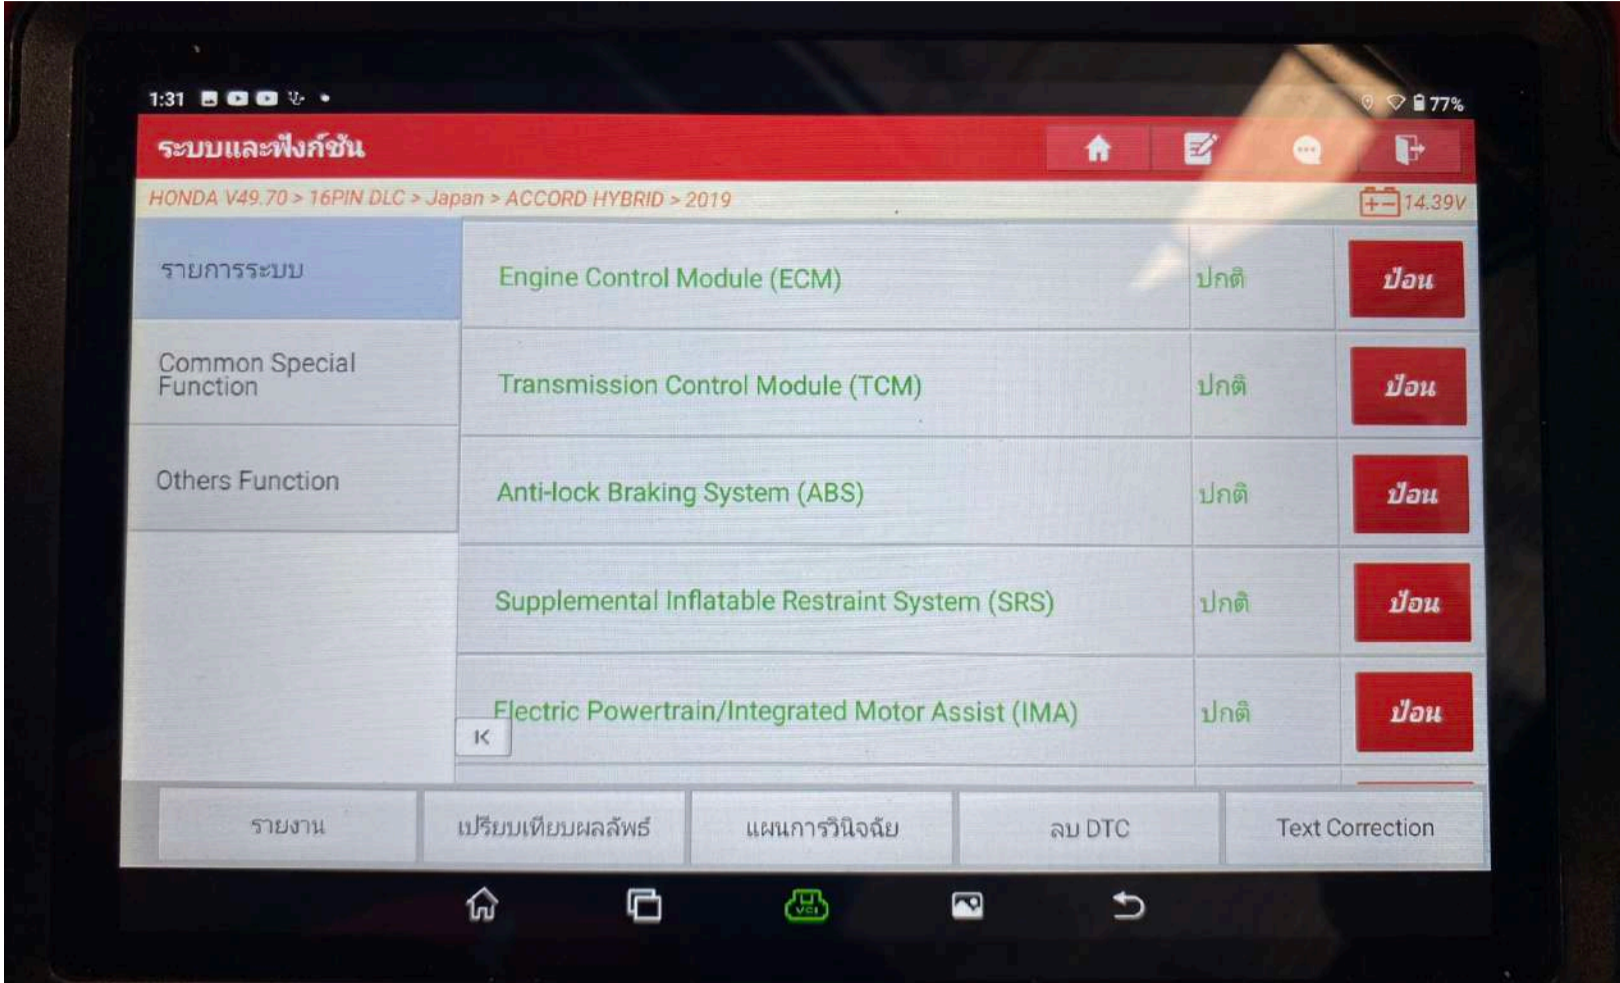 1:31
77%
ระบบและฟังก์ชัน
HONDA V49.70 > 16PIN DLC > Japan > ACCORD HYBRID > 2019
14.39V
รายการระบบ
Common Special
Function
Others Function
Engine Control Module (ECM) ปกติ ป้อน
Transmission Control Module (TCM) ปกติ ป้อน
Anti-lock Braking System (ABS) ปกติ ป้อน
Supplemental Inflatable Restraint System (SRS) ปกติ ป้อน
Electric Powertrain/Integrated Motor Assist (IMA) ปกติ ป้อน
รายงาน
เปรียบเทียบผลลัพธ์
แผนการวินิจฉัย
ลบ DTC
Text Correction
VCI